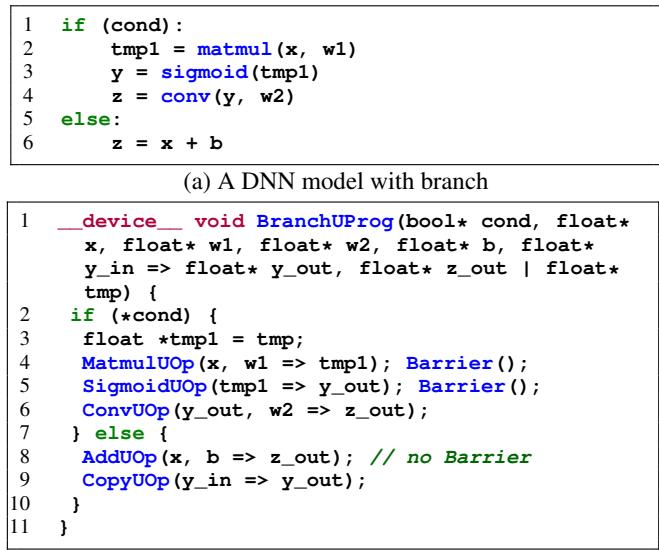 1 if (cond):
2 tmp1 = matmul(x, w1)
3 y = sigmoid(tmp1)
4 z = conv(y, w2)
5 else:
6 z = x + b
(a) A DNN model with branch
1 __device__ void BranchUProg(bool* cond, float*
x, float* w1, float* w2, float* b, float*
y_in => float* y_out, float* z_out | float*
tmp) {
2 if (*cond) {
3 float *tmp1 = tmp;
4 MatmulUOp(x, w1 => tmp1); Barrier();
5 SigmoidUOp(tmp1 => y_out); Barrier();
6 ConvUOp(y_out, w2 => z_out);
7 } else {
8 AddUOp(x, b => z_out); // no Barrier
9 CopyUOp(y_in => y_out);
10 }
11 }